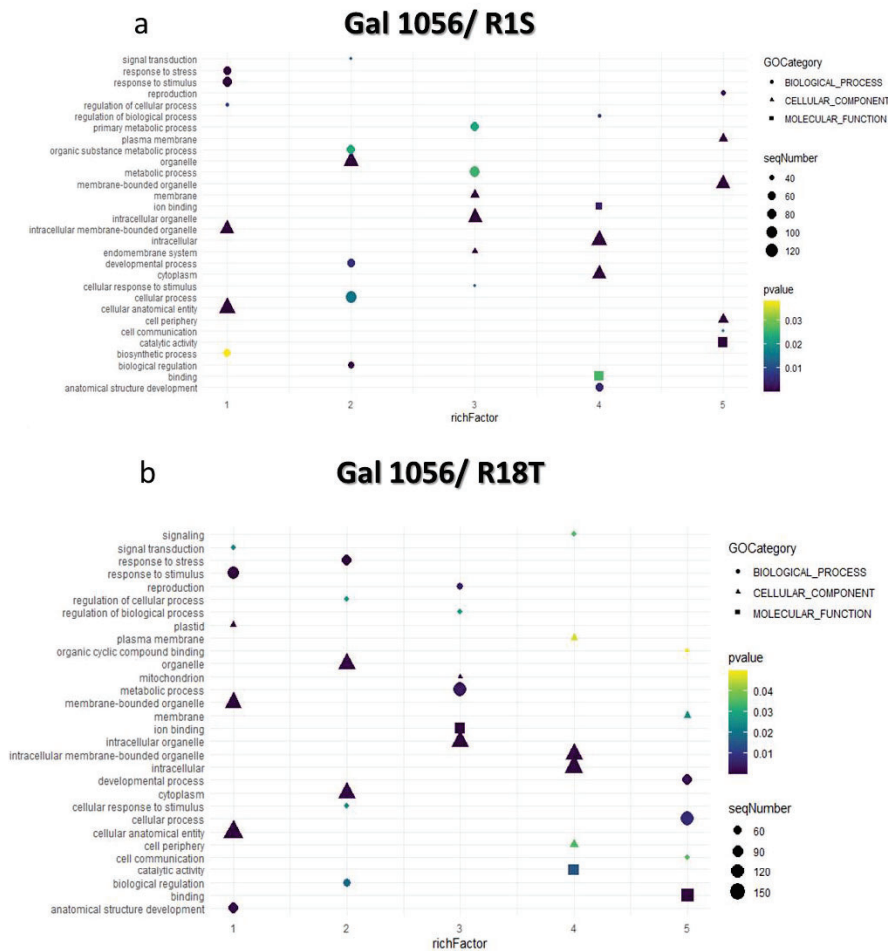 a
Gal 1056/ R1S
signal transduction
response to stress
response to stimulus
reproduction
regulation of cellular process
regulation of biological process
primary metabolic process
plasma membrane
organic substance metabolic process
organelle
metabolic process
membrane-bounded organelle
membrane
ion binding
intracellular organelle
intracellular membrane-bounded organelle
intracellular
endomembrane system
developmental process
cytoplasm
cellular response to stimulus
cellular process
cellular anatomical entity
cell periphery
cell communication
catalytic activity
biosynthetic process
biological regulation
binding
anatomical structure development
1 2 3 4 5
richFactor
GOCategory
BIOLOGICAL_PROCESS
CELLULAR_COMPONENT
MOLECULAR_FUNCTION
seqNumber
40
60
80
100
120
pvalue
0.03
0.02
0.01
b
Gal 1056/ R18T
signaling
signal transduction
response to stress
response to stimulus
reproduction
regulation of cellular process
regulation of biological process
plastid
plasma membrane
organic cyclic compound binding
organelle
mitochondrion
metabolic process
membrane-bounded organelle
membrane
ion binding
intracellular organelle
intracellular membrane-bounded organelle
intracellular
developmental process
cytoplasm
cellular response to stimulus
cellular process
cellular anatomical entity
cell periphery
cell communication
catalytic activity
biological regulation
binding
anatomical structure development
1 2 3 4 5
richFactor
GOCategory
BIOLOGICAL_PROCESS
CELLULAR_COMPONENT
MOLECULAR_FUNCTION
pvalue
0.04
0.03
0.02
0.01
seqNumber
60
90
120
150